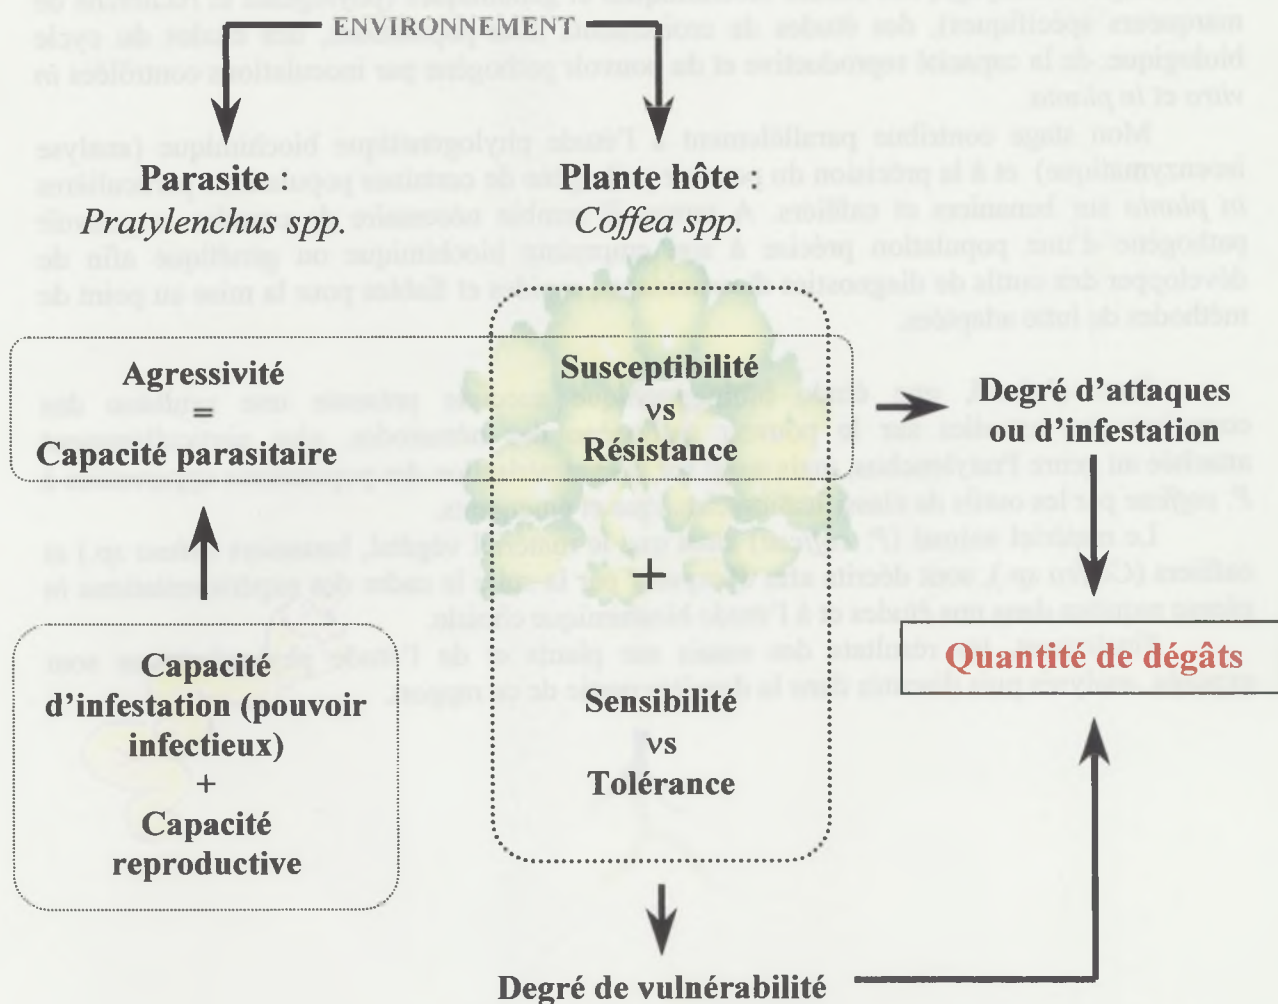 ENVIRONNEMENT
Parasite :
Pratylenchus spp.
Plante hôte :
Coffea spp.
Agressivité
=
Capacité parasitaire
Susceptibilité
vs
Résistance
Degré d’attaques
ou d’infestation
+
Capacité
d’infestation (pouvoir
infectieux)
+
Capacité
reproductive
Sensibilité
vs
Tolérance
Quantité de dégâts
Degré de vulnérabilité